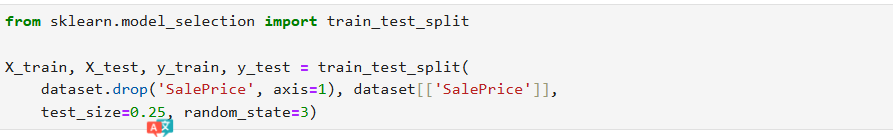 from sklearn.model_selection import train_test_split
X_train, X_test, y_train, y_test = train_test_split(
    dataset.drop('SalePrice', axis=1), dataset[['SalePrice']],
    test_size=0.25, random_state=3)
A 文